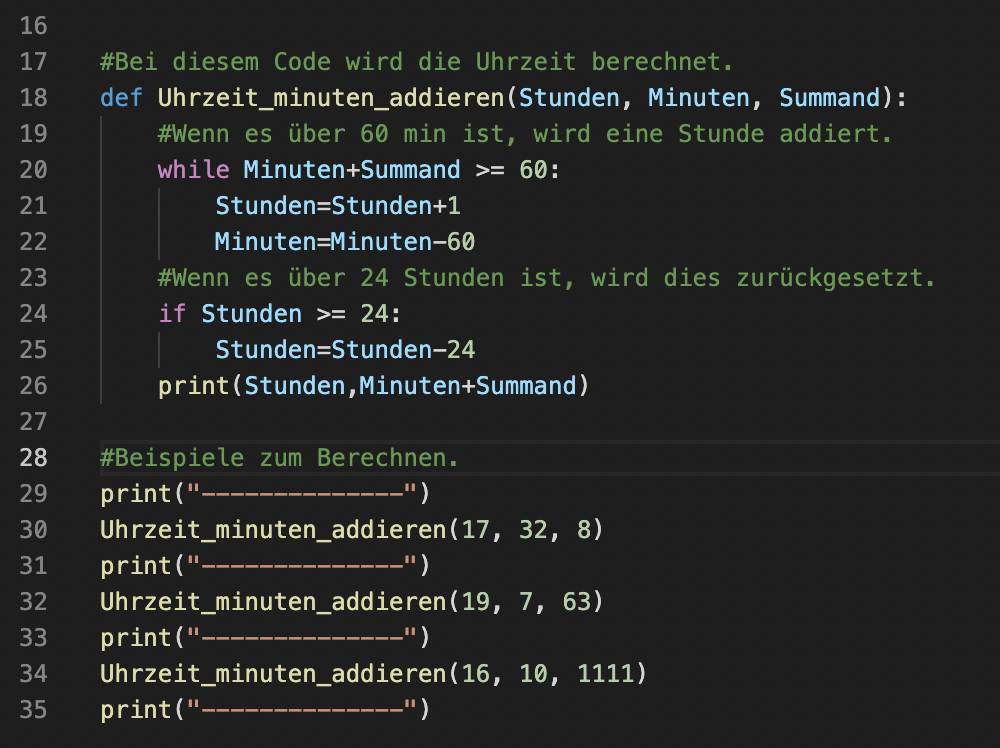 16
17 #Bei diesem Code wird die Uhrzeit berechnet.
18 def Uhrzeit_minuten_addieren(Stunden, Minuten, Summand):
19     #Wenn es über 60 min ist, wird eine Stunde addiert.
20     while Minuten+Summand >= 60:
21         Stunden=Stunden+1
22         Minuten=Minuten-60
23     #Wenn es über 24 Stunden ist, wird dies zurückgesetzt.
24     if Stunden >= 24:
25         Stunden=Stunden-24
26     print(Stunden,Minuten+Summand)
27
28 #Beispiele zum Berechnen.
29 print("--------------")
30 Uhrzeit_minuten_addieren(17, 32, 8)
31 print("--------------")
32 Uhrzeit_minuten_addieren(19, 7, 63)
33 print("--------------")
34 Uhrzeit_minuten_addieren(16, 10, 1111)
35 print("--------------")